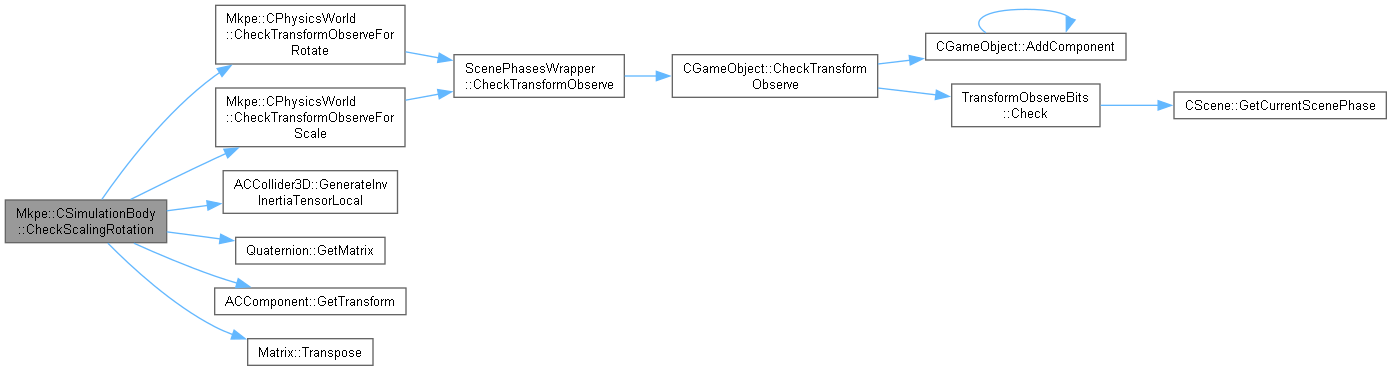 Mkpe::CSimulationBody
::CheckScalingRotation
Mkpe::CPhysicsWorld
::CheckTransformObserveFor
Rotate
Mkpe::CPhysicsWorld
::CheckTransformObserveFor
Scale
ACCollider3D::GenerateInv
InertiaTensorLocal
Quaternion::GetMatrix
ACComponent::GetTransform
Matrix::Transpose
ScenePhasesWrapper
::CheckTransformObserve
CGameObject::CheckTransform
Observe
CGameObject::AddComponent
TransformObserveBits
::Check
CScene::GetCurrentScenePhase